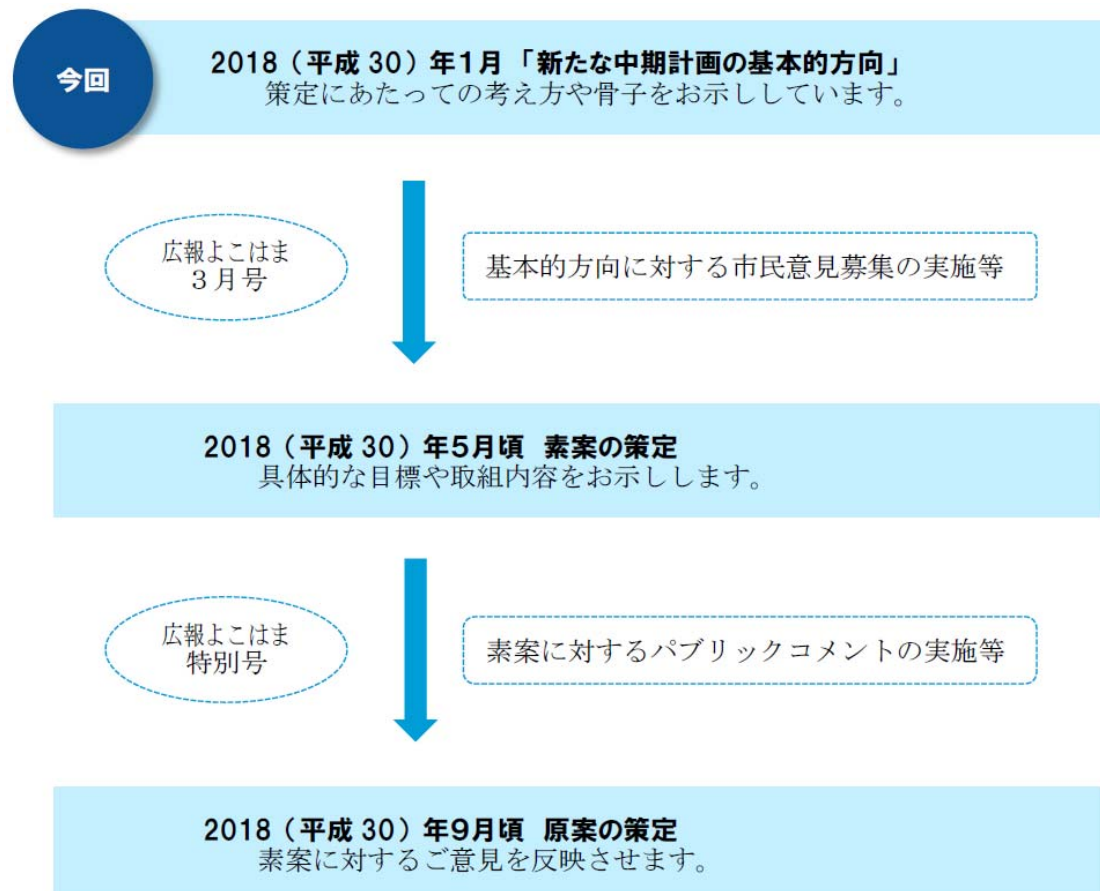 今回
2018（平成 30）年1月「新たな中期計画の基本的方向」
策定にあたっての考え方や骨子をお示ししています。
広報よこはま
３月号
基本的方向に対する市民意見募集の実施等
2018（平成 30）年5月頃 素案の策定
具体的な目標や取組内容をお示しします。
広報よこはま
特別号
素案に対するパブリックコメントの実施等
2018（平成 30）年9月頃 原案の策定
素案に対するご意見を反映させます。